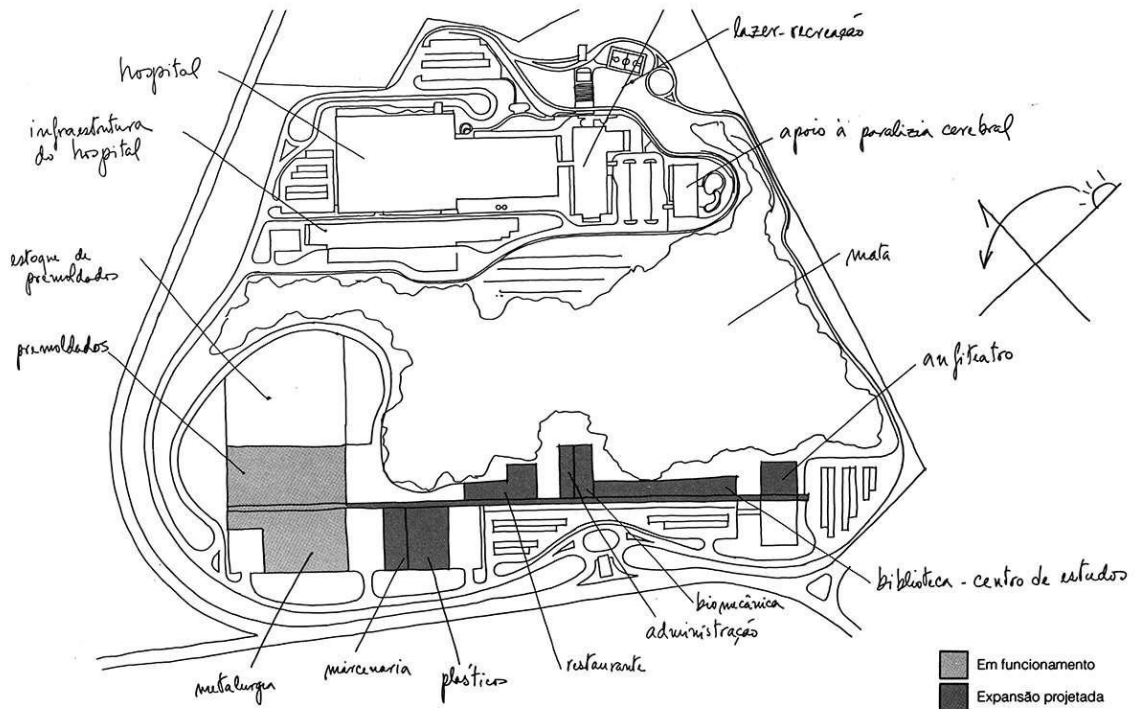 lazer-recreação
hospital
infraestrutura
do hospital
apoio à paralizia cerebral
estoque de
premoldados
mata
premoldados
anfiteatro
biblioteca - centro de estudos
biomecânica
administração
restaurante
marcenaria
plásticos
metalurgia
Em funcionamento
Expansão projetada